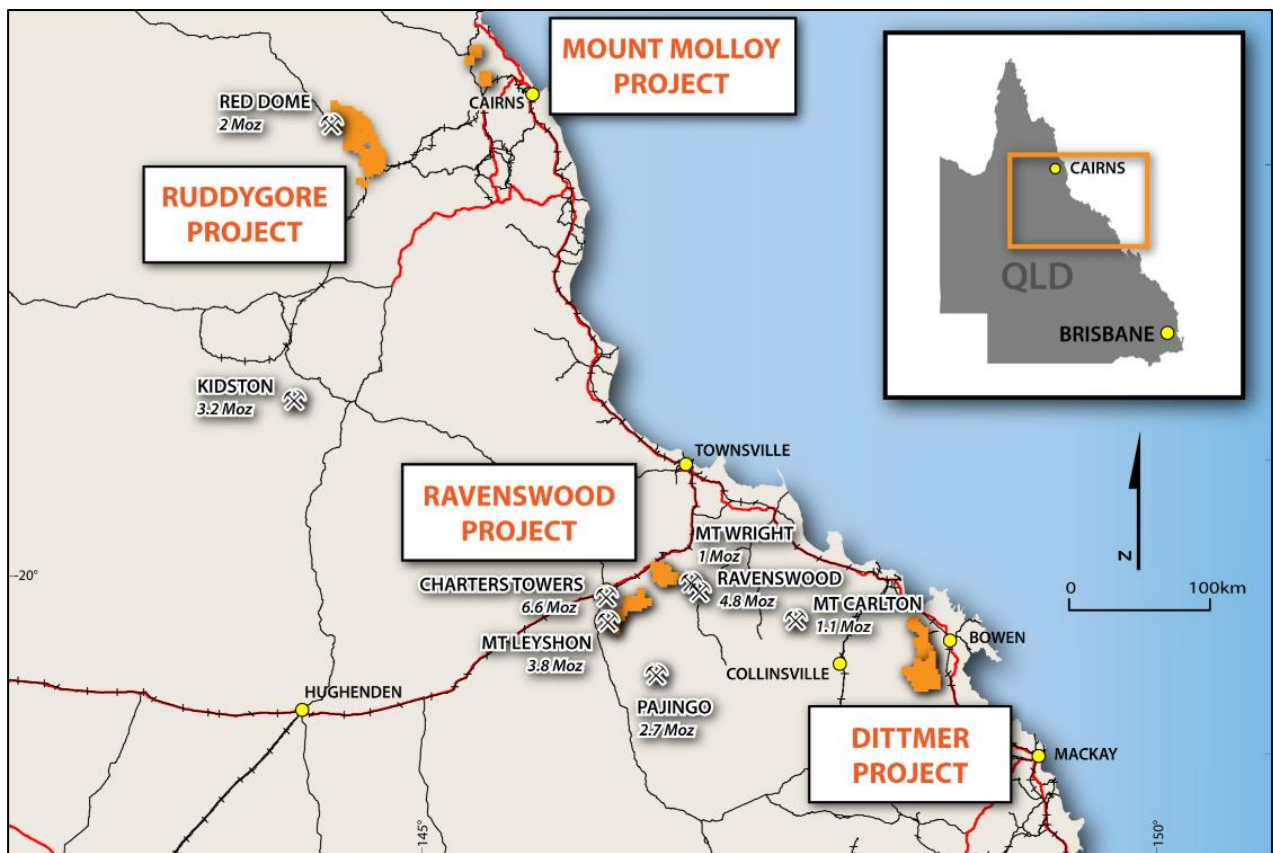 MOUNT MOLLOY
PROJECT
RED DOME
2 Moz
CAIRNS
RUDDYGORE
PROJECT
CAIRNS
QLD
BRISBANE
KIDSTON
3.2 Moz
TOWNSVILLE
RAVENSWOOD
PROJECT
MT WRIGHT
1 Moz
N
-20°
CHARTERS TOWERS
6.6 Moz
RAVENSWOOD
4.8 Moz
MT CARLTON
1.1 Moz
0
100km
MT LEYSHON
3.8 Moz
BOWEN
COLLINSVILLE
HUGHENDEN
PAJINGO
2.7 Moz
DITTMER
PROJECT
MACKAY
145°
150°